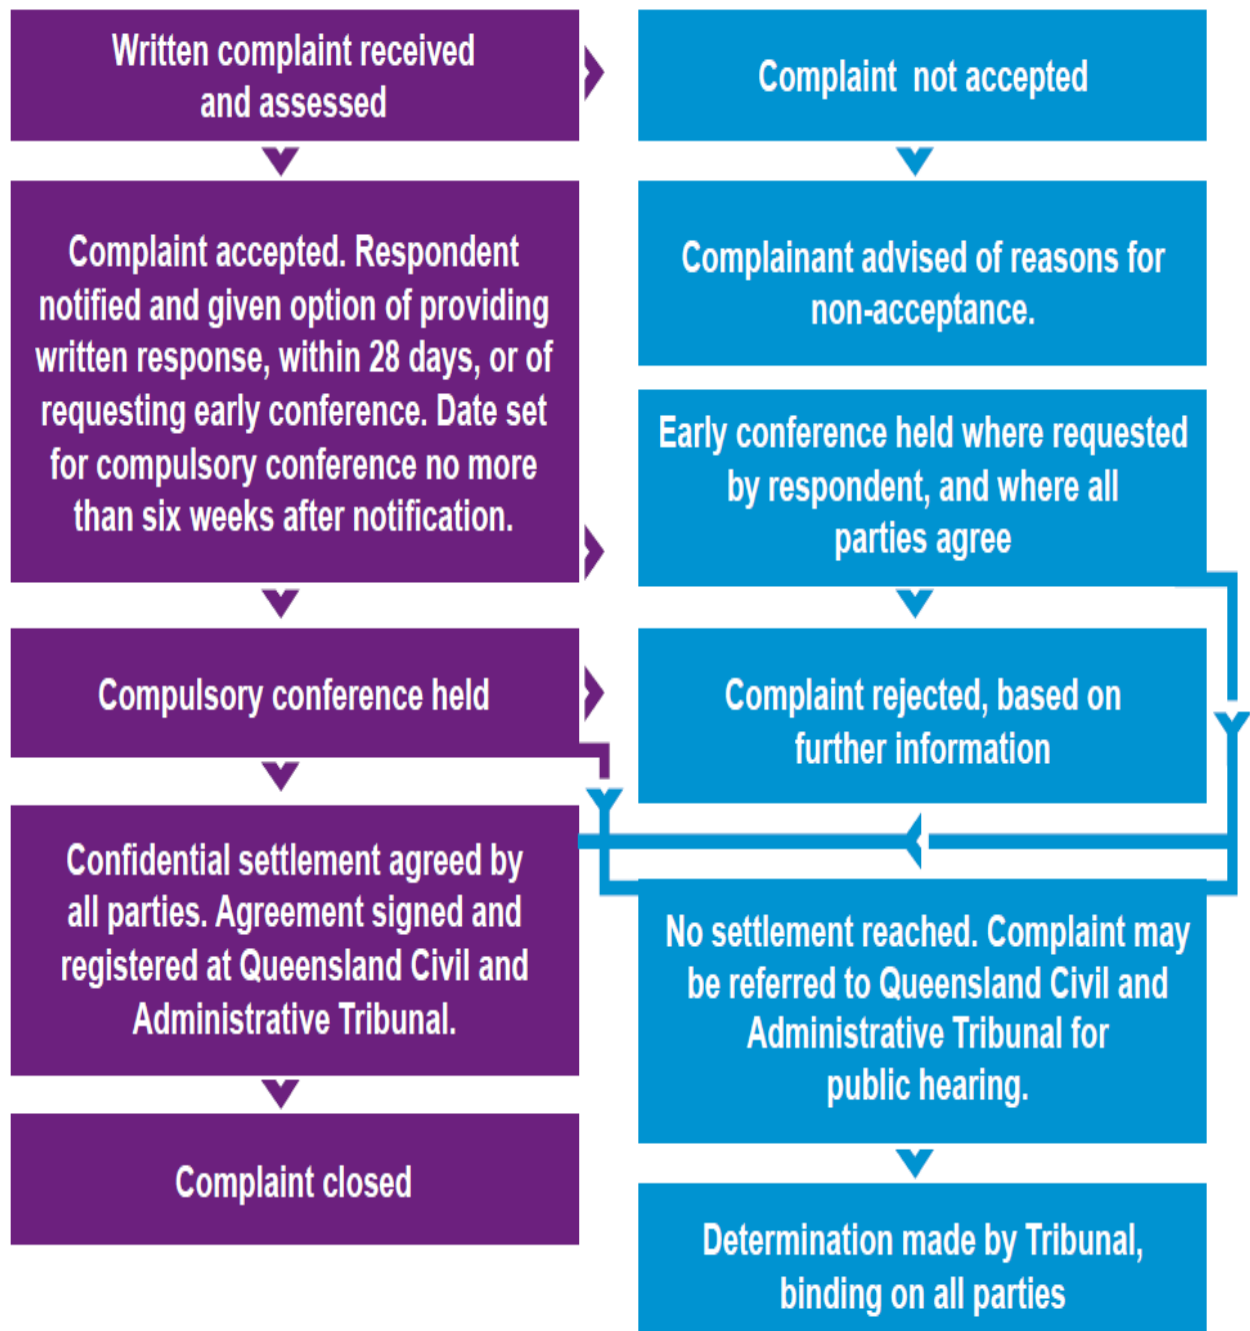 Written complaint received
and assessed
Complaint not accepted
Complaint accepted. Respondent
notified and given option of providing
written response, within 28 days, or of
requesting early conference. Date set
for compulsory conference no more
than six weeks after notification.
Complainant advised of reasons for
non-acceptance.
Early conference held where requested
by respondent, and where all
parties agree
Compulsory conference held
Complaint rejected, based on
further information
Confidential settlement agreed by
all parties. Agreement signed and
registered at Queensland Civil and
Administrative Tribunal.
No settlement reached. Complaint may
be referred to Queensland Civil and
Administrative Tribunal for
public hearing.
Complaint closed
Determination made by Tribunal,
binding on all parties